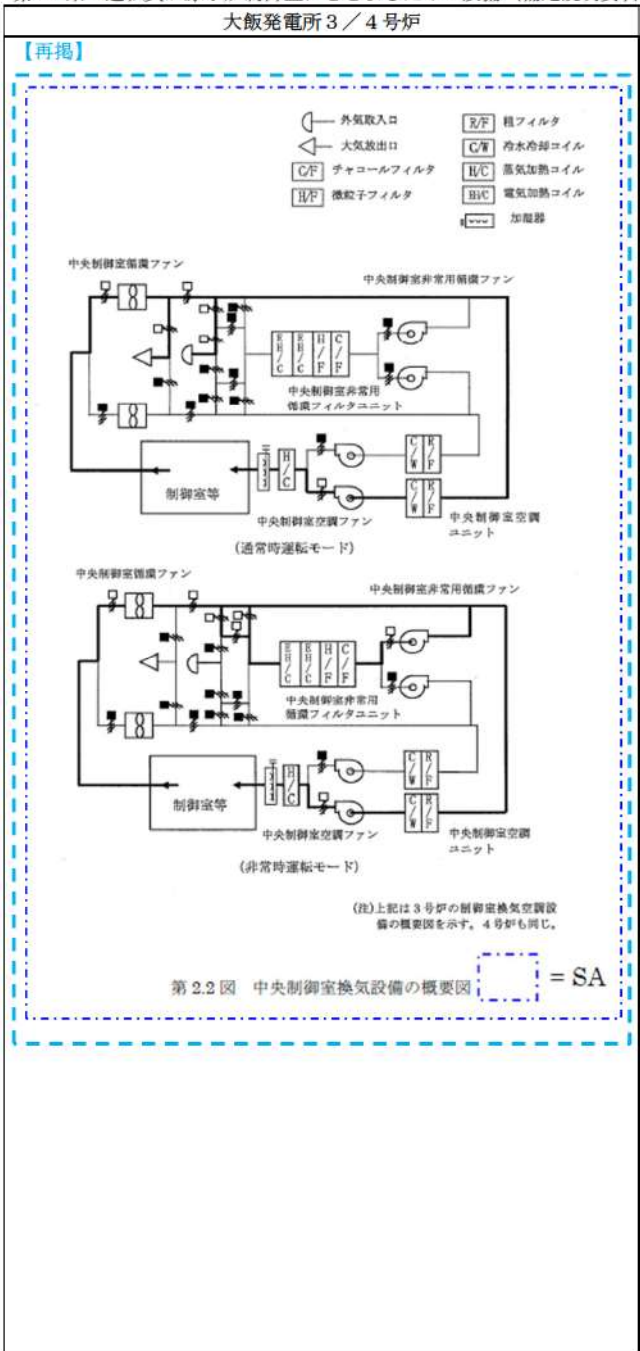 大飯発電所3/4号炉
【再掲】
外気取入口
R/F 粗フィルタ
大気放出口
C/W 冷水冷却コイル
C/F チャコールフィルタ
H/C 蒸気加熱コイル
H/F 微粒子フィルタ
EH/C 電気加熱コイル
加湿器
中央制御室循環ファン
中央制御室非常用循環ファン
EH/C EH/C H/F C/F
中央制御室非常用
循環フィルタユニット
C/W R/F
H/C
制御室等
C/W R/F
中央制御室空調ファン
中央制御室空調
ユニット
(通常時運転モード)
中央制御室循環ファン
中央制御室非常用循環ファン
EH/C EH/C H/F C/F
中央制御室非常用
循環フィルタユニット
C/W R/F
H/C
制御室等
C/W R/F
中央制御室空調ファン
中央制御室空調
ユニット
(非常時運転モード)
(注)上記は3号炉の制御室換気空調設
備の概要図を示す。4号炉も同じ。
第2.2図 中央制御室換気設備の概要図
= SA